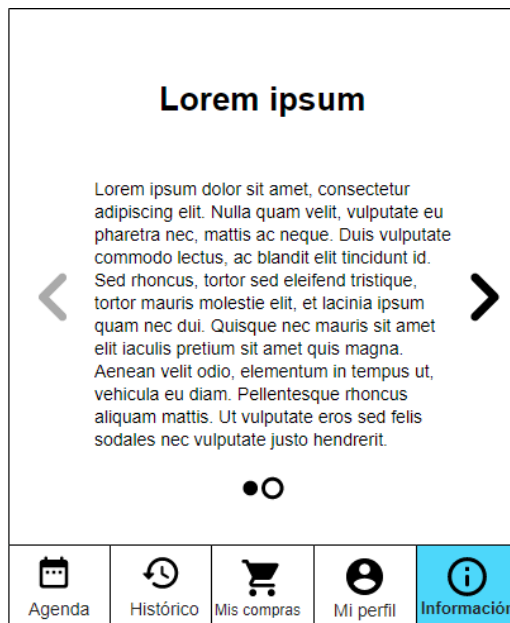 Lorem ipsum
Lorem ipsum dolor sit amet, consectetur
adipiscing elit. Nulla quam velit, vulputate eu
pharetra nec, mattis ac neque. Duis vulputate
commodo lectus, ac blandit elit tincidunt id.
Sed rhoncus, tortor sed eleifend tristique,
tortor mauris molestie elit, et lacinia ipsum
quam nec dui. Quisque nec mauris sit amet
elit iaculis pretium sit amet quis magna.
Aenean velit odio, elementum in tempus ut,
vehicula eu diam. Pellentesque rhoncus
aliquam mattis. Ut vulputate eros sed felis
sodales nec vulputate justo hendrerit.
Agenda Histórico Mis compras Mi perfil Información